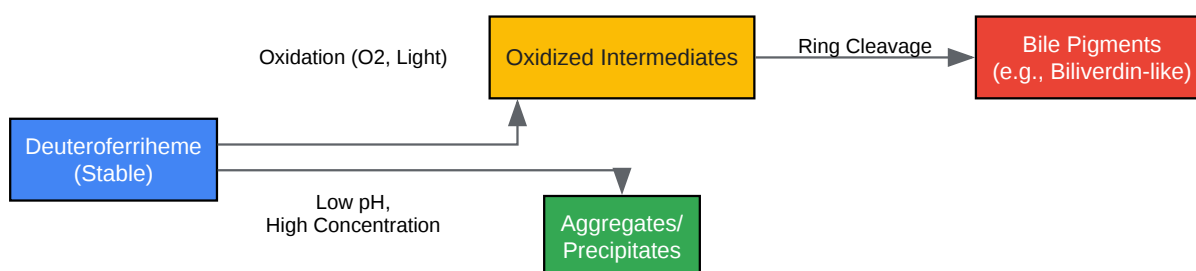 Oxidation (O2, Light)
Oxidized Intermediates
Ring Cleavage
Bile Pigments
(e.g., Biliverdin-like)
Deuteroferriheme
(Stable)
Low pH,
High Concentration
Aggregates/
Precipitates